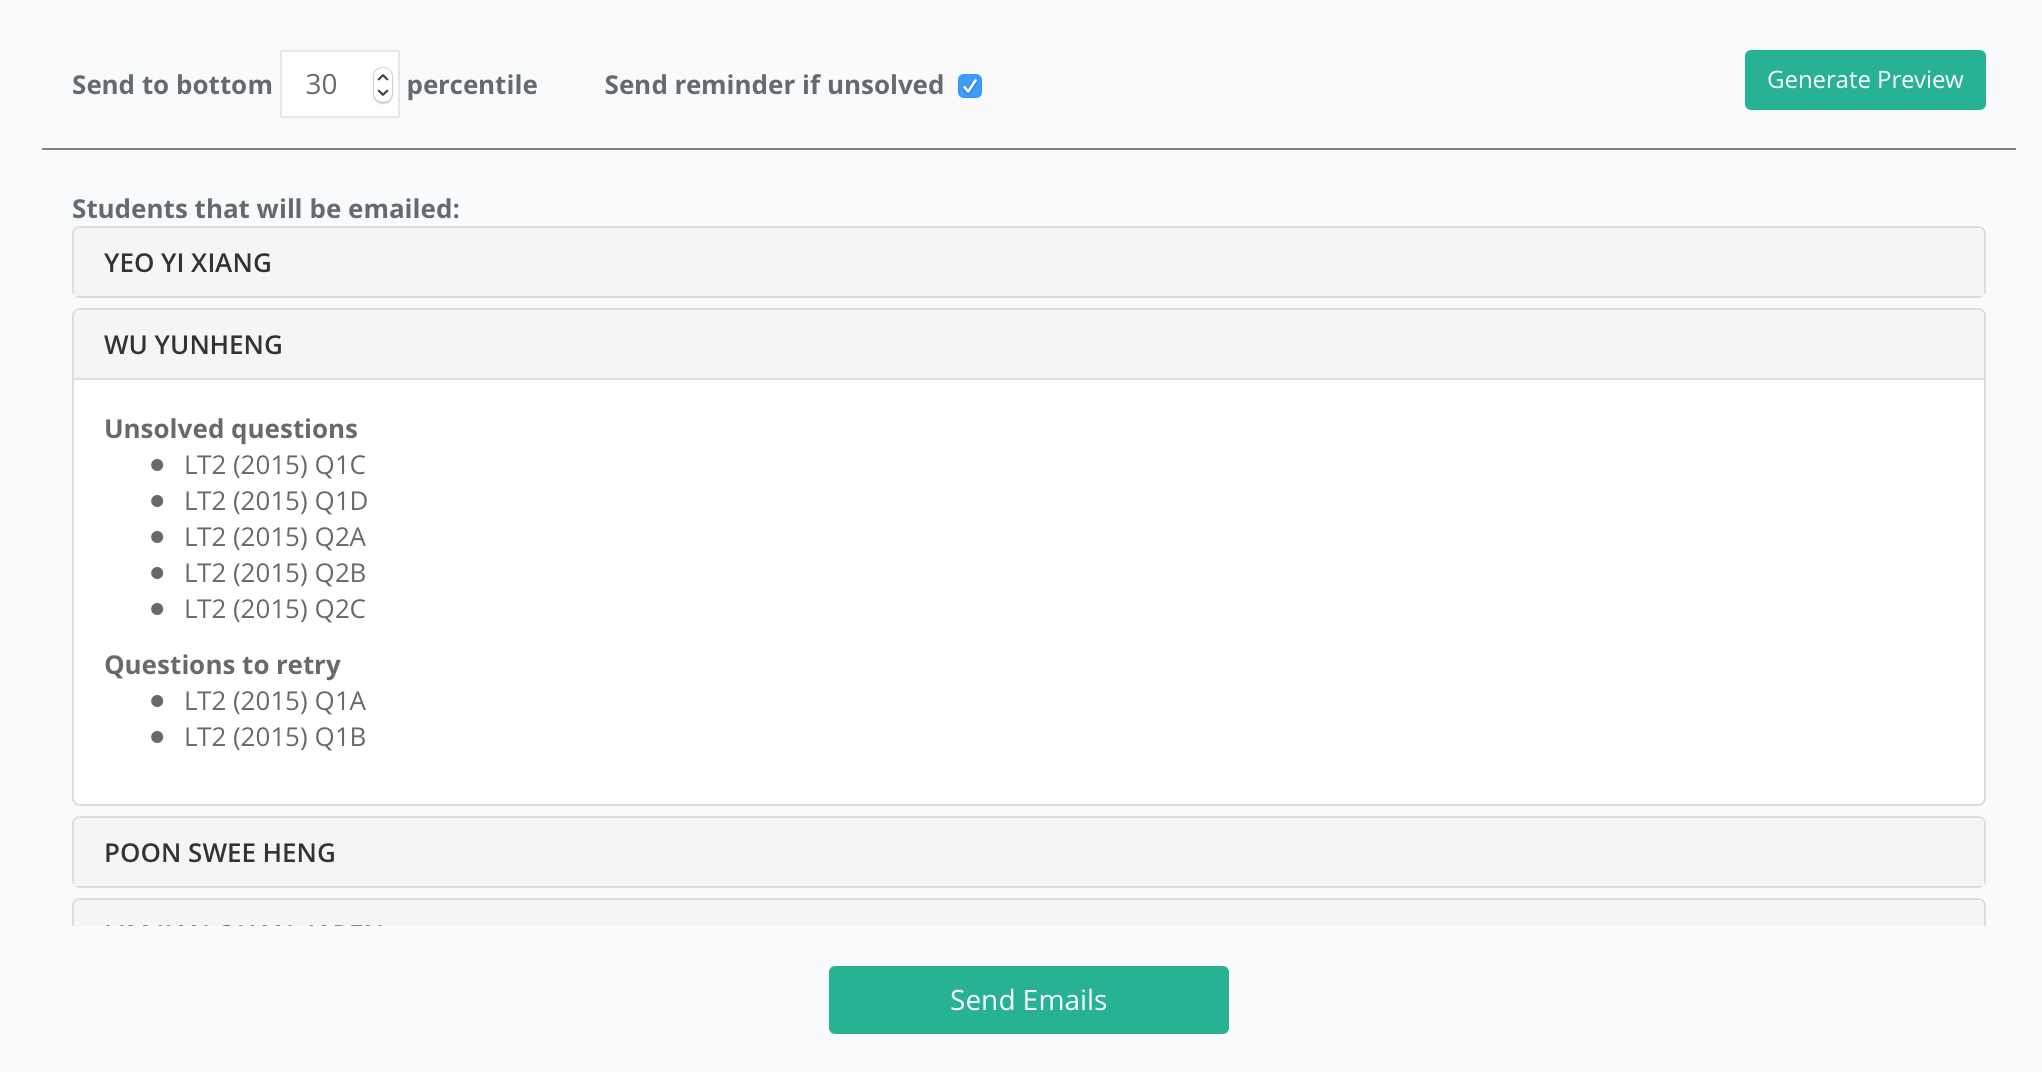 Send to bottom 30 percentile Send reminder if unsolved Generate Preview
Students that will be emailed:
YEO YI XIANG
WU YUNHENG
Unsolved questions
LT2 (2015) Q1C
LT2 (2015) Q1D
LT2 (2015) Q2A
LT2 (2015) Q2B
LT2 (2015) Q2C
Questions to retry
LT2 (2015) Q1A
LT2 (2015) Q1B
POON SWEE HENG
Send Emails